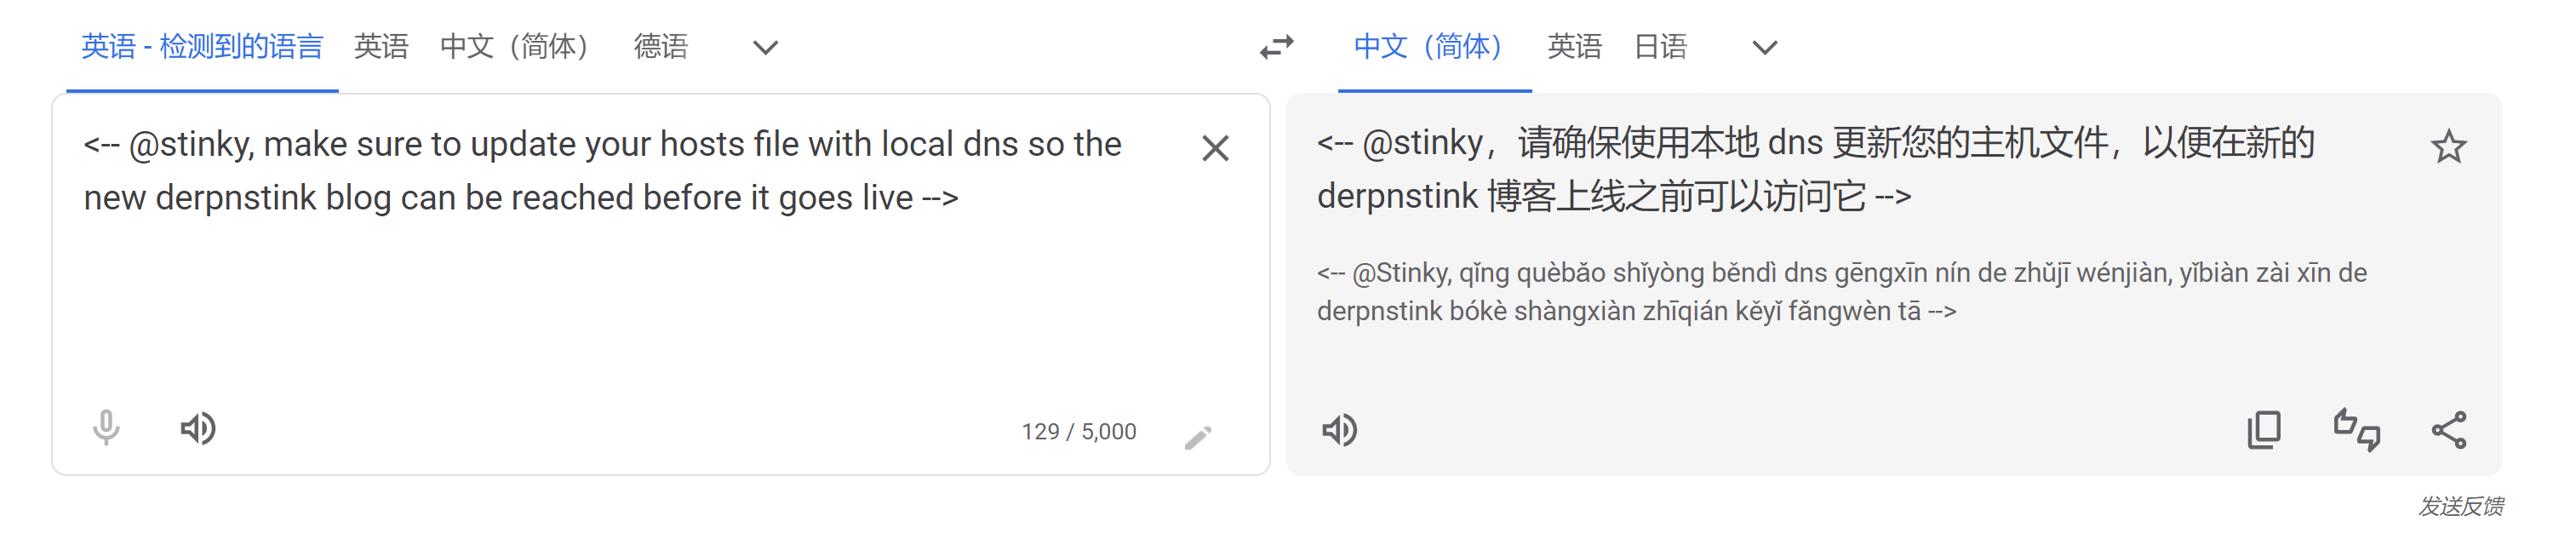 英语 - 检测到的语言 英语 中文（简体） 德语
中文（简体） 英语 日语
<-- @stinky, make sure to update your hosts file with local dns so the
new derpnstink blog can be reached before it goes live -->
129 / 5,000
<-- @stinky，请确保使用本地 dns 更新您的主机文件，以便在新的
derpnstink 博客上线之前可以访问它 -->
<-- @Stinky, qǐng quèbǎo shǐyòng běndì dns gēngxīn nín de zhǔjī wénjiàn, yǐbiàn zài xīn de
derpnstink bókè shàngxiàn zhīqián kěyǐ fǎngwèn tā -->
发送反馈